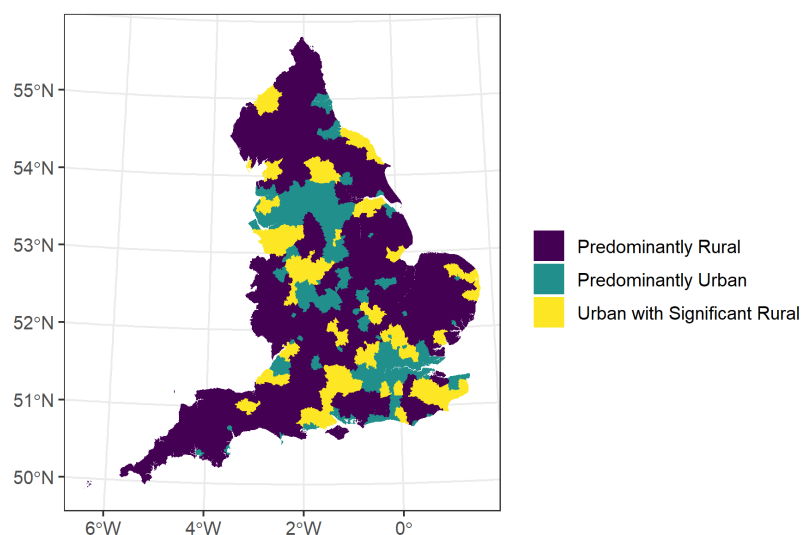 55°N
54°N
53°N
52°N
51°N
50°N
6°W
4°W
2°W
0°
Predominantly Rural
Predominantly Urban
Urban with Significant Rural